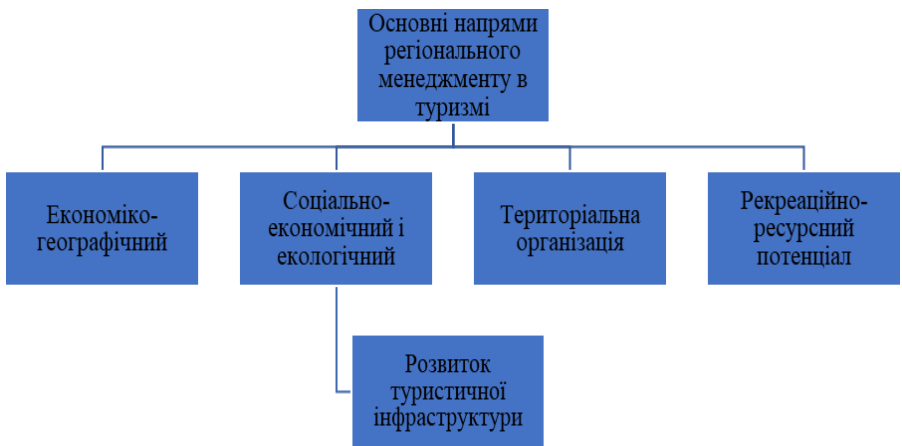 Основні напрями
регіонального
менеджменту в
туризмі
Економіко-
географічний
Соціально-
економічний і
екологічний
Територіальна
організація
Рекреаційно-
ресурсний
потенціал
Розвиток
туристичної
інфраструктури